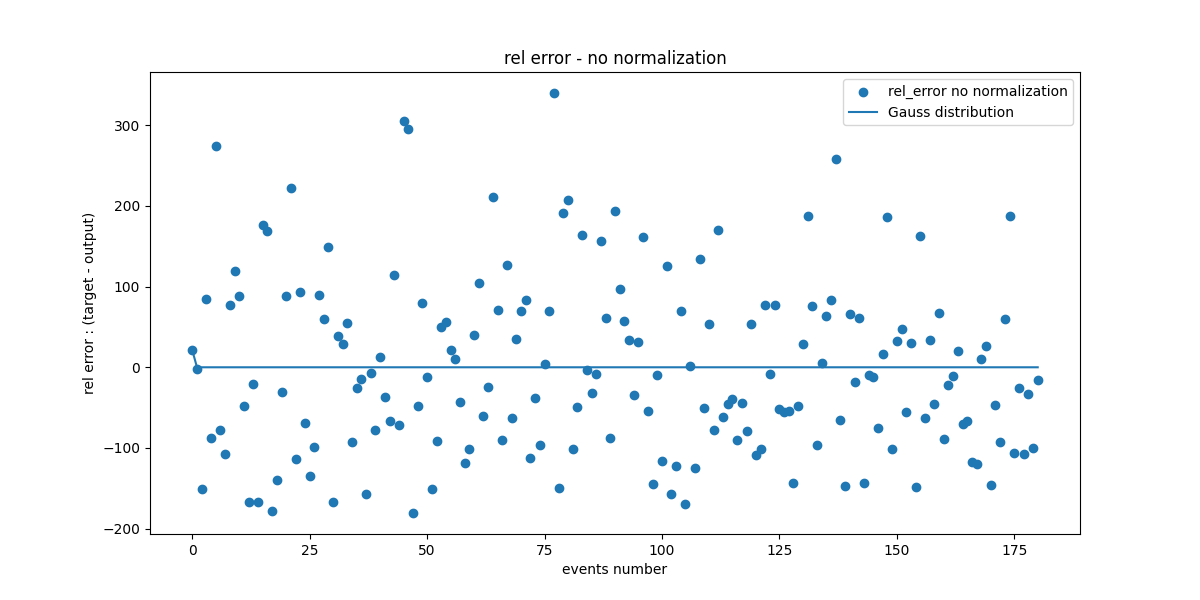 rel error - no normalization
rel_error no normalization
Gauss distribution
rel error : (target - output)
300
200
100
0
−100
−200
0 25 50 75 100 125 150 175
events number